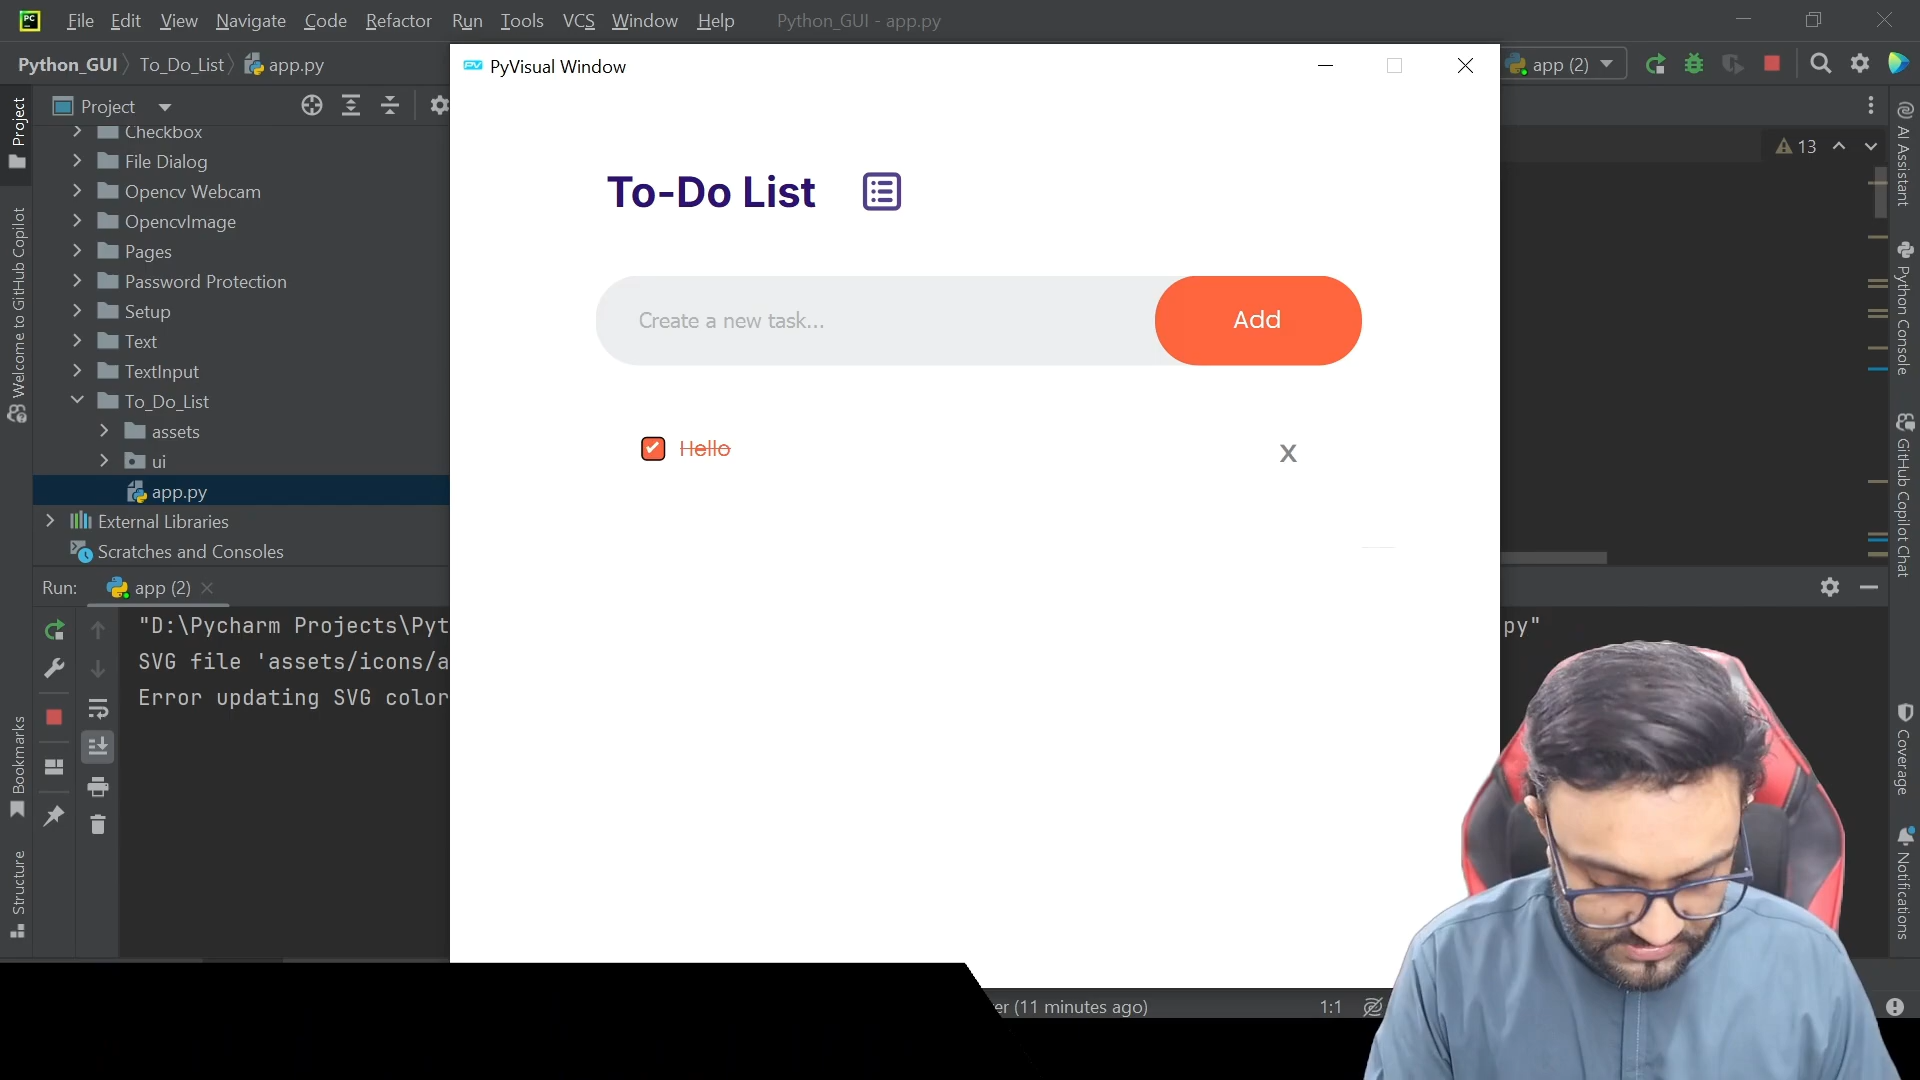 PC File Edit View Navigate Code Refactor Run Tools VCS Window Help Python_GUI - app.py
Python_GUI To_Do_List app.py
app (2)
PyVisual Window
Project
Project
13
Checkbox
File Dialog
Opencv Webcam
OpencvImage
Pages
Password Protection
Setup
Text
TextInput
To_Do_List
assets
ui
app.py
External Libraries
Scratches and Consoles
Welcome to GitHub Copilot
Bookmarks
Structure
To-Do List
Create a new task...
Add
Hello
X
AI Assistant
Python Console
GitHub Copilot Chat
Coverage
Notifications
Run: app (2)
"D:\Pycharm Projects\Pyt
py"
SVG file 'assets/icons/a
Error updating SVG color
er (11 minutes ago)
1:1